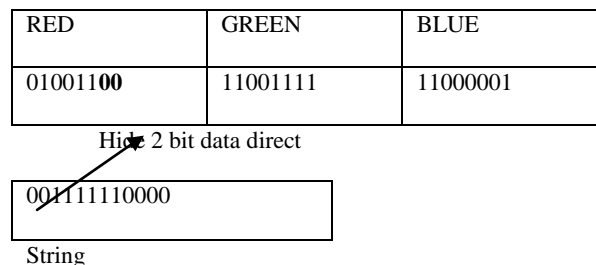 RED GREEN BLUE
01001100 11001111 11000001
Hide 2 bit data direct
001111110000
String